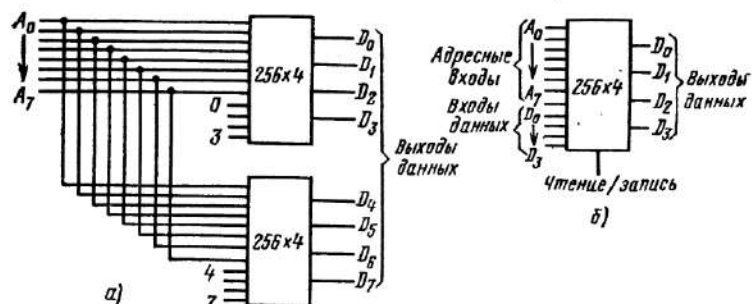 A₀
A₇
256×4
D₀
D₁
D₂
D₃
0
3
Выходы
данных
256×4
D₄
D₅
D₆
D₇
4
7
а)
Адресные
входы
A₀
A₇
Входы
данных
D₀
D₃
256×4
D₀
D₁
D₂
D₃
Выходы
данных
Чтение/запись
б)